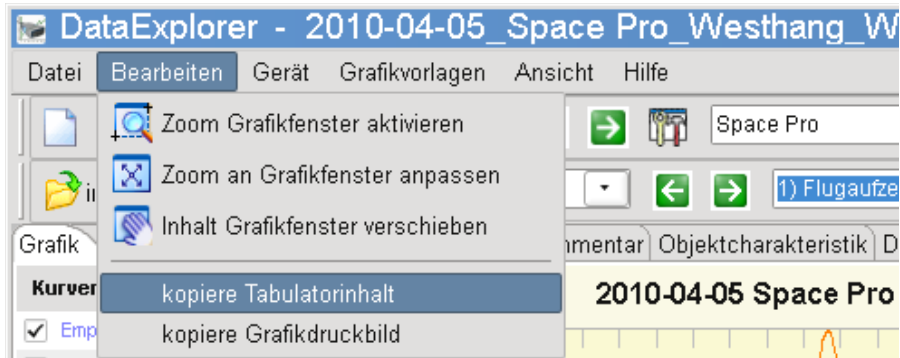 DataExplorer - 2010-04-05_Space Pro_Westhang_W
Datei Bearbeiten Gerät Grafikvorlagen Ansicht Hilfe
Zoom Grafikfenster aktivieren
Space Pro
Zoom an Grafikfenster anpassen
1) Flugaufze
Inhalt Grafikfenster verschieben
Grafik mmentar Objektcharakteristik D
Kurver
kopiere Tabulatorinhalt
2010-04-05 Space Pro
Emp
kopiere Grafikdruckbild